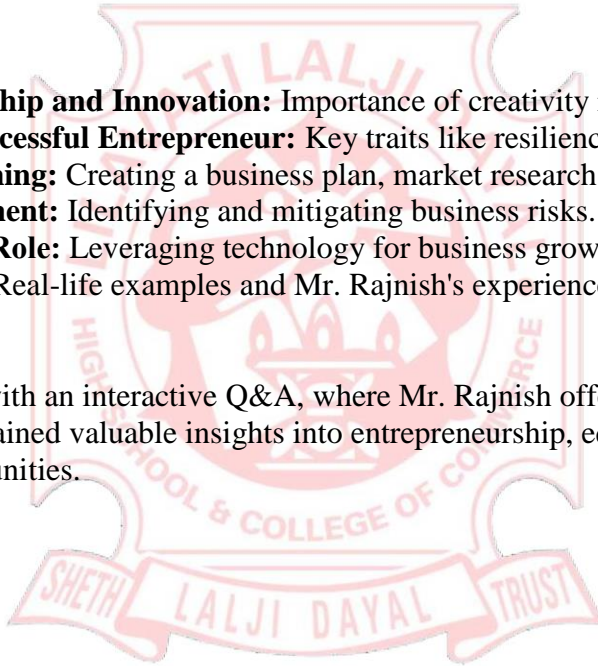 hip and Innovation: Importance of creativity
cessful Entrepreneur: Key traits like resilienc
ing: Creating a business plan, market research
ent: Identifying and mitigating business risks.
Role: Leveraging technology for business grow
Real-life examples and Mr. Rajnish's experience
ith an interactive Q&A, where Mr. Rajnish off
ained valuable insights into entrepreneurship, e
unities.
LALJI
HIGH SCHOOL & COLLEGE OF COMMERCE
SHETH LALJI DAYAL TRUST